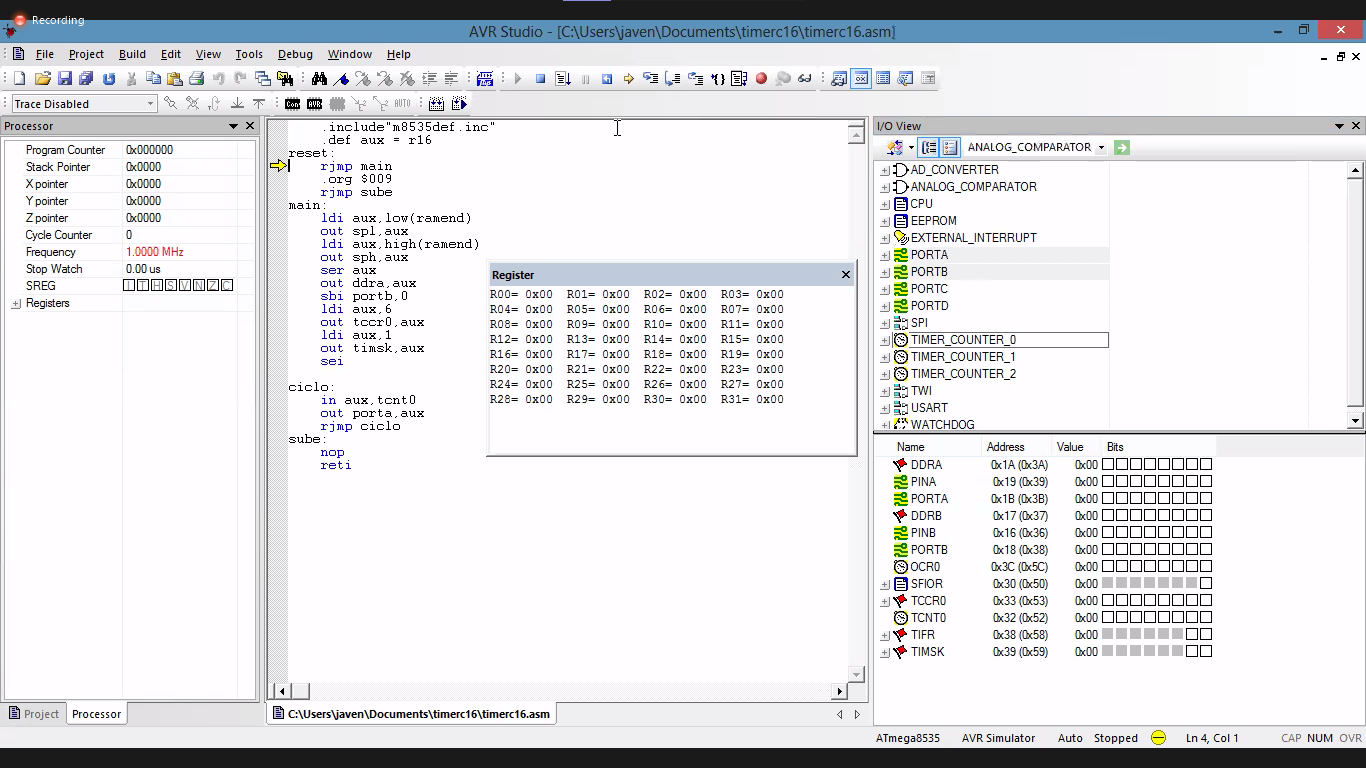 Recording
AVR Studio - [C:\Users\javen\Documents\timerc16\timerc16.asm]
File Project Build Edit View Tools Debug Window Help
Trace Disabled
Con AVR AUTO
Processor
Program Counter 0x000000
Stack Pointer 0x0000
X pointer 0x0000
Y pointer 0x0000
Z pointer 0x0000
Cycle Counter 0
Frequency 1.0000 MHz
Stop Watch 0.00 us
SREG I T H S V N Z C
Registers
Project Processor
.include"m8535def.inc"
.def aux = r16
reset:
rjmp main
.org $009
rjmp sube
main:
ldi aux,low(ramend)
out spl,aux
ldi aux,high(ramend)
out sph,aux
ser aux
out ddra,aux
sbi portb,0
ldi aux,6
out tccr0,aux
ldi aux,1
out timsk,aux
sei
ciclo:
in aux,tcnt0
out porta,aux
rjmp ciclo
sube:
nop
reti
Register
R00= 0x00 R01= 0x00 R02= 0x00 R03= 0x00
R04= 0x00 R05= 0x00 R06= 0x00 R07= 0x00
R08= 0x00 R09= 0x00 R10= 0x00 R11= 0x00
R12= 0x00 R13= 0x00 R14= 0x00 R15= 0x00
R16= 0x00 R17= 0x00 R18= 0x00 R19= 0x00
R20= 0x00 R21= 0x00 R22= 0x00 R23= 0x00
R24= 0x00 R25= 0x00 R26= 0x00 R27= 0x00
R28= 0x00 R29= 0x00 R30= 0x00 R31= 0x00
C:\Users\javen\Documents\timerc16\timerc16.asm
I/O View
ANALOG_COMPARATOR
AD_CONVERTER
ANALOG_COMPARATOR
CPU
EEPROM
EXTERNAL_INTERRUPT
PORTA
PORTB
PORTC
PORTD
SPI
TIMER_COUNTER_0
TIMER_COUNTER_1
TIMER_COUNTER_2
TWI
USART
WATCHDOG
Name Address Value Bits
DDRA 0x1A (0x3A) 0x00
PINA 0x19 (0x39) 0x00
PORTA 0x1B (0x3B) 0x00
DDRB 0x17 (0x37) 0x00
PINB 0x16 (0x36) 0x00
PORTB 0x18 (0x38) 0x00
OCR0 0x3C (0x5C) 0x00
SFIOR 0x30 (0x50) 0x00
TCCR0 0x33 (0x53) 0x00
TCNT0 0x32 (0x52) 0x00
TIFR 0x38 (0x58) 0x00
TIMSK 0x39 (0x59) 0x00
ATmega8535 AVR Simulator Auto Stopped Ln 4, Col 1 CAP NUM OVR